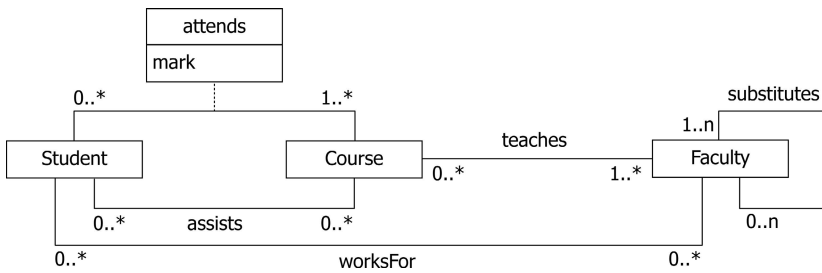 attends
mark
0..*
1..*
substitutes
1..n
teaches
Student
Course
Faculty
0..*
1..*
0..*
assists
0..*
0..n
0..*
worksFor
0..*